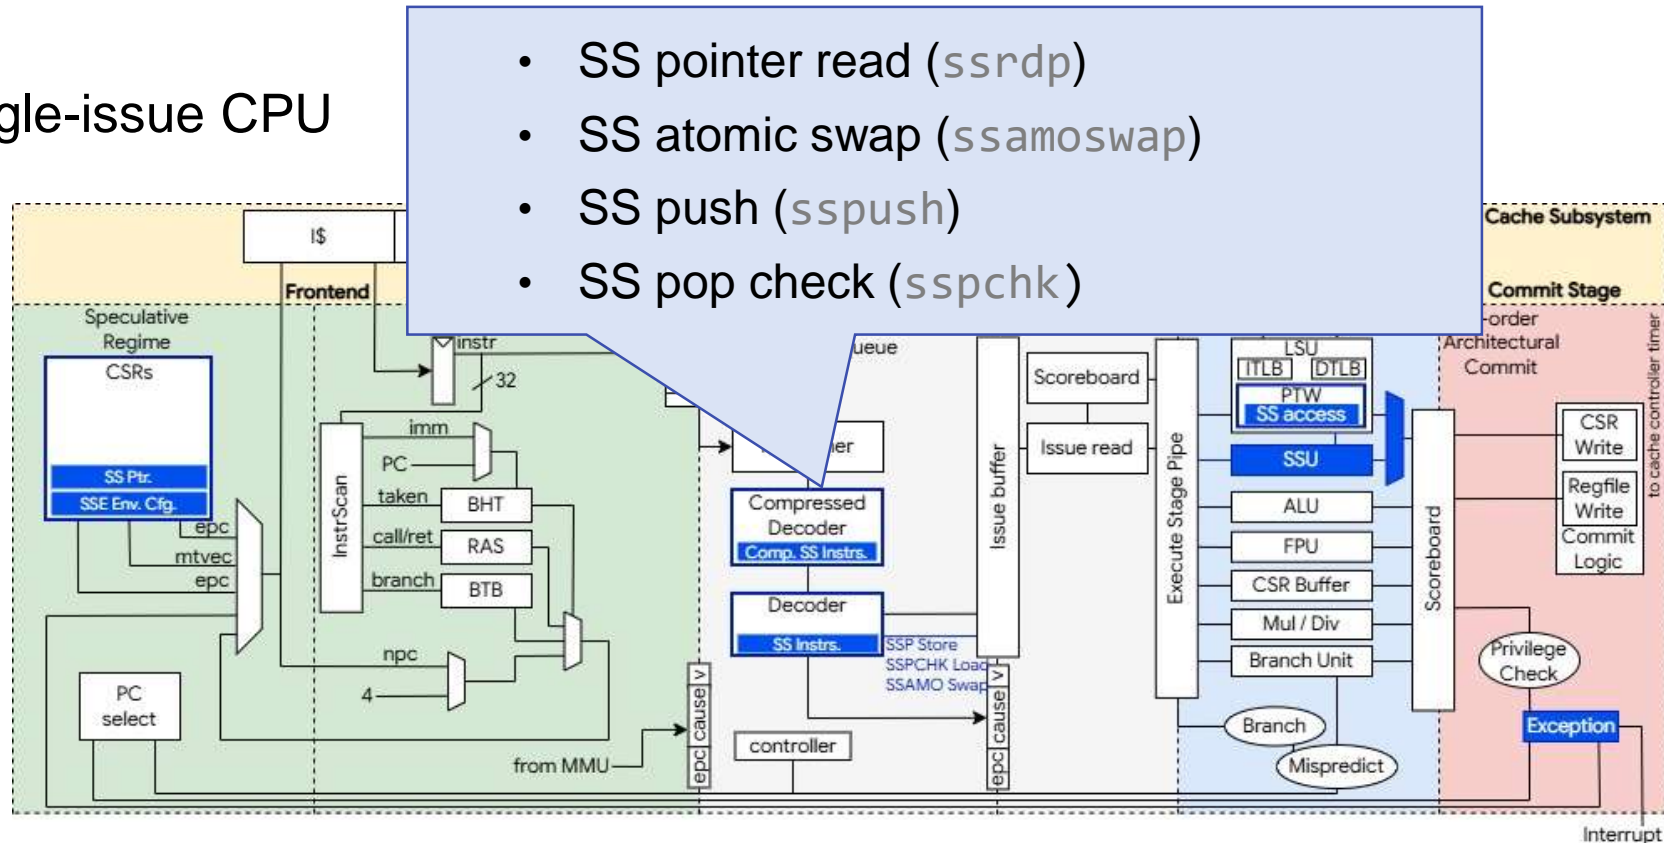 • SS pointer read (ssrdp)
• SS atomic swap (ssamoswap)
• SS push (sspush)
• SS pop check (sspchk)
gle-issue CPU
I$
Cache Subsystem
Frontend
Commit Stage
Speculative
Regime
CSRs
SS Ptr.
SSE Env. Cfg.
epc
mtvec
epc
PC
select
instr
32
InstrScan
imm
PC
taken
call/ret
branch
BHT
RAS
BTB
npc
4
from MMU
epc cause v
ueue
er
Compressed
Decoder
Comp. SS Instrs.
Decoder
SS Instrs.
SSP Store
SSPCHK Load
SSAMO Swap
controller
epc cause v
Issue buffer
Scoreboard
Issue read
Execute Stage Pipe
LSU
ITLB DTLB
PTW
SS access
SSU
ALU
FPU
CSR Buffer
Mul / Div
Branch Unit
Branch
Mispredict
Scoreboard
-order
Architectural
Commit
CSR
Write
Regfile
Write
Commit
Logic
to cache controller timer
Privilege
Check
Exception
Interrupt